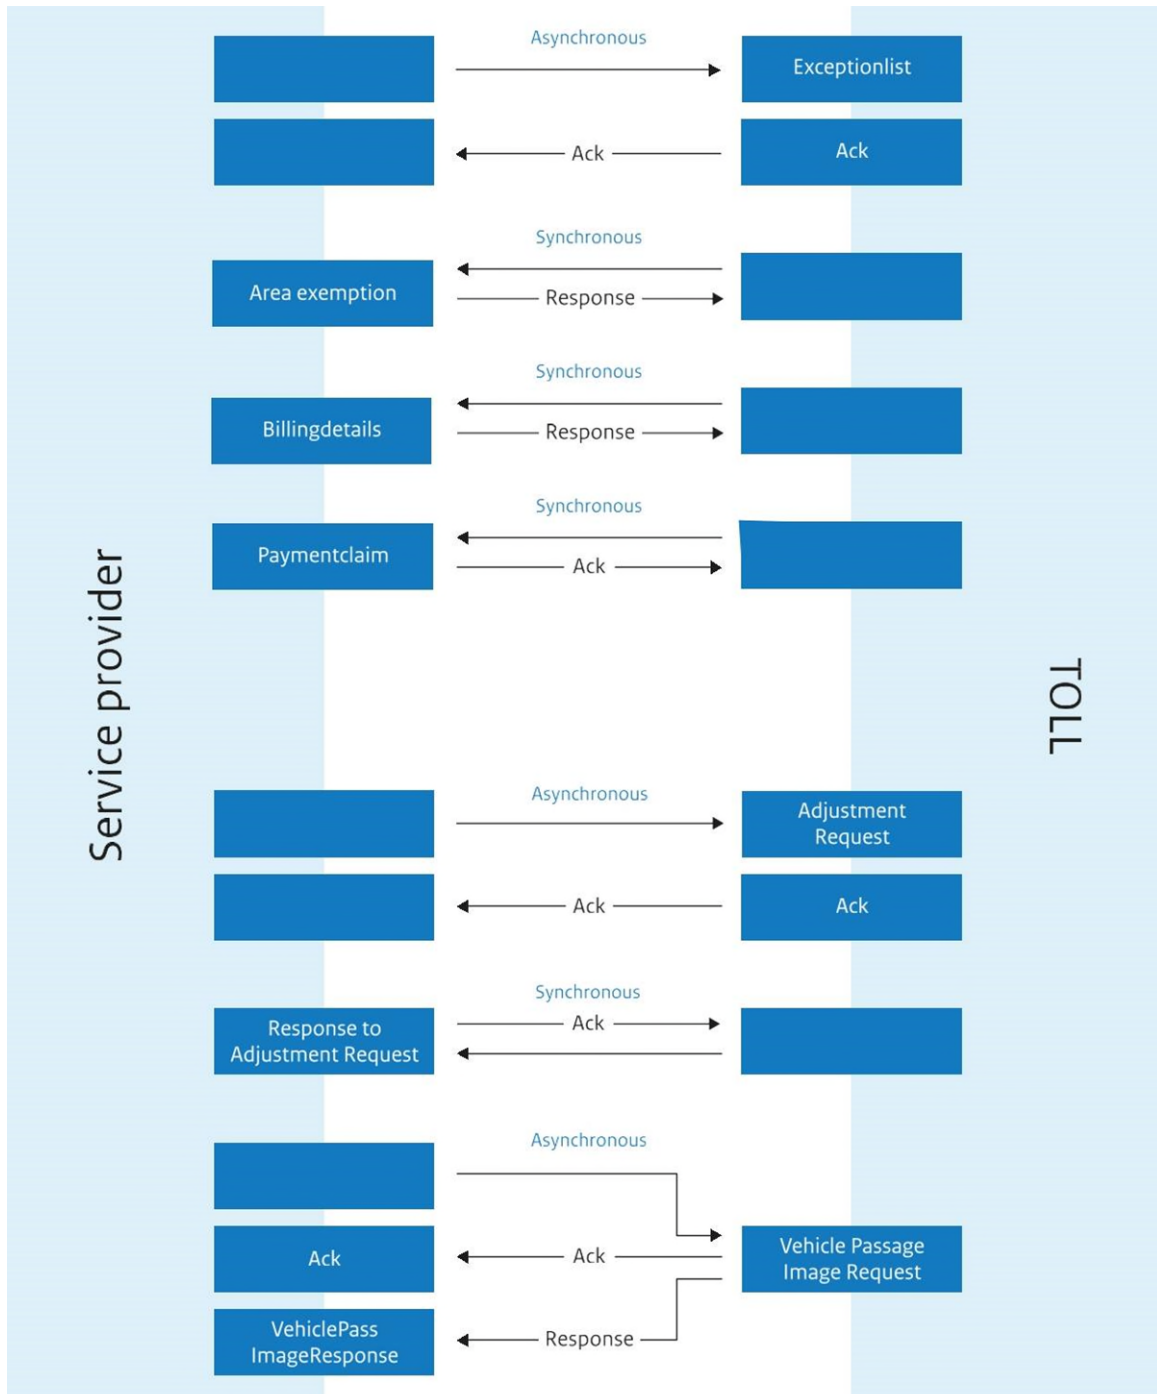 Asynchronous
Exceptionlist
Ack
Ack
Synchronous
Area exemption
Response
Synchronous
Billingdetails
Response
Synchronous
Paymentclaim
Ack
Service provider
TOLL
Asynchronous
Adjustment
Request
Ack
Ack
Synchronous
Response to
Adjustment Request
Ack
Asynchronous
Ack
Ack
Vehicle Passage
Image Request
VehiclePass
ImageResponse
Response